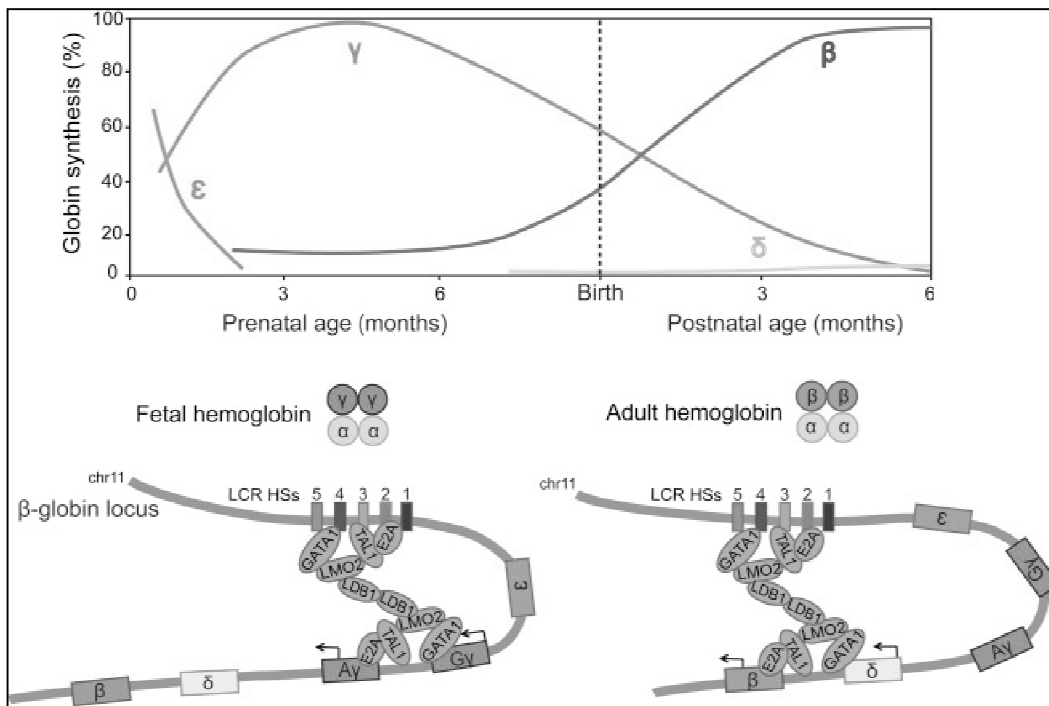 Globin synthesis (%)
100
80
60
40
20
0
γ
β
ε
δ
0 3 6 Birth 3 6
Prenatal age (months) Postnatal age (months)
Fetal hemoglobin
γ γ
α α
Adult hemoglobin
β β
α α
chr11
β-globin locus
LCR HSs 5 4 3 2 1
GATA1
TAL1
E2A
LMO2
LDB1
LDB1
LMO2
E2A
TAL1
GATA1
ε
Gγ
Aγ
δ
β
chr11
LCR HSs 5 4 3 2 1
GATA1
TAL1
E2A
LMO2
LDB1
LDB1
LMO2
E2A
TAL1
GATA1
ε
Gγ
Aγ
δ
β